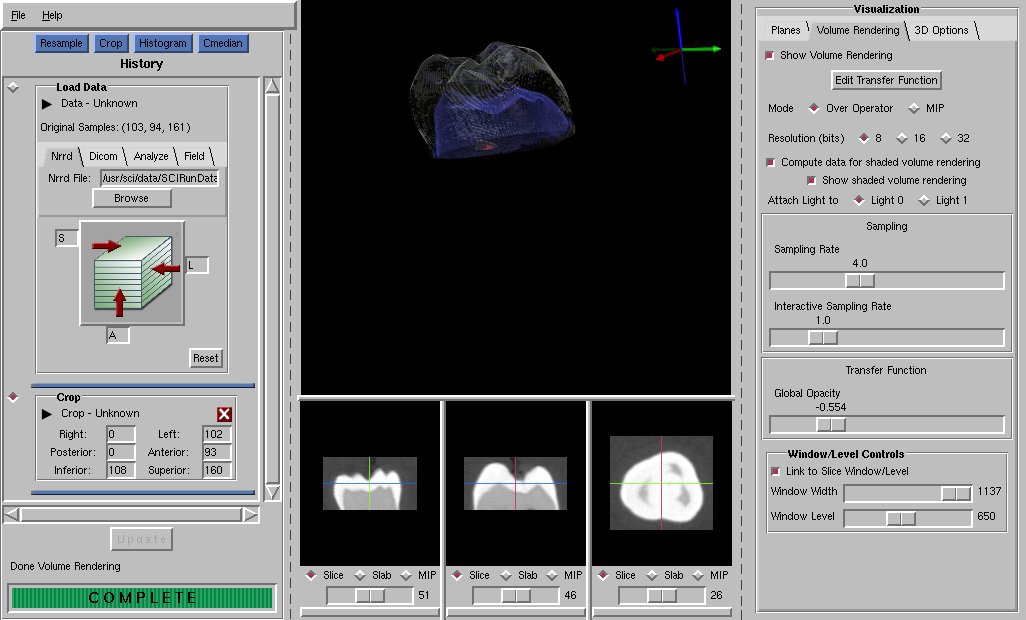 File Help
Resample Crop Histogram Cmedian
History
Load Data
Data - Unknown
Original Samples: (103, 94, 161)
Nrrd Dicom Analyze Field
Nrrd File: /usr/sci/data/SCIRunData
Browse
S
L
A
Reset
Crop
Crop - Unknown
Right: 0 Left: 102
Posterior: 0 Anterior: 93
Inferior: 108 Superior: 160
Update
Done Volume Rendering
COMPLETE
Slice Slab MIP
51
Slice Slab MIP
46
Slice Slab MIP
26
Visualization
Planes Volume Rendering 3D Options
Show Volume Rendering
Edit Transfer Function
Mode Over Operator MIP
Resolution (bits) 8 16 32
Compute data for shaded volume rendering
Show shaded volume rendering
Attach Light to Light 0 Light 1
Sampling
Sampling Rate
4.0
Interactive Sampling Rate
1.0
Transfer Function
Global Opacity
-0.554
Window/Level Controls
Link to Slice Window/Level
Window Width 1137
Window Level 650